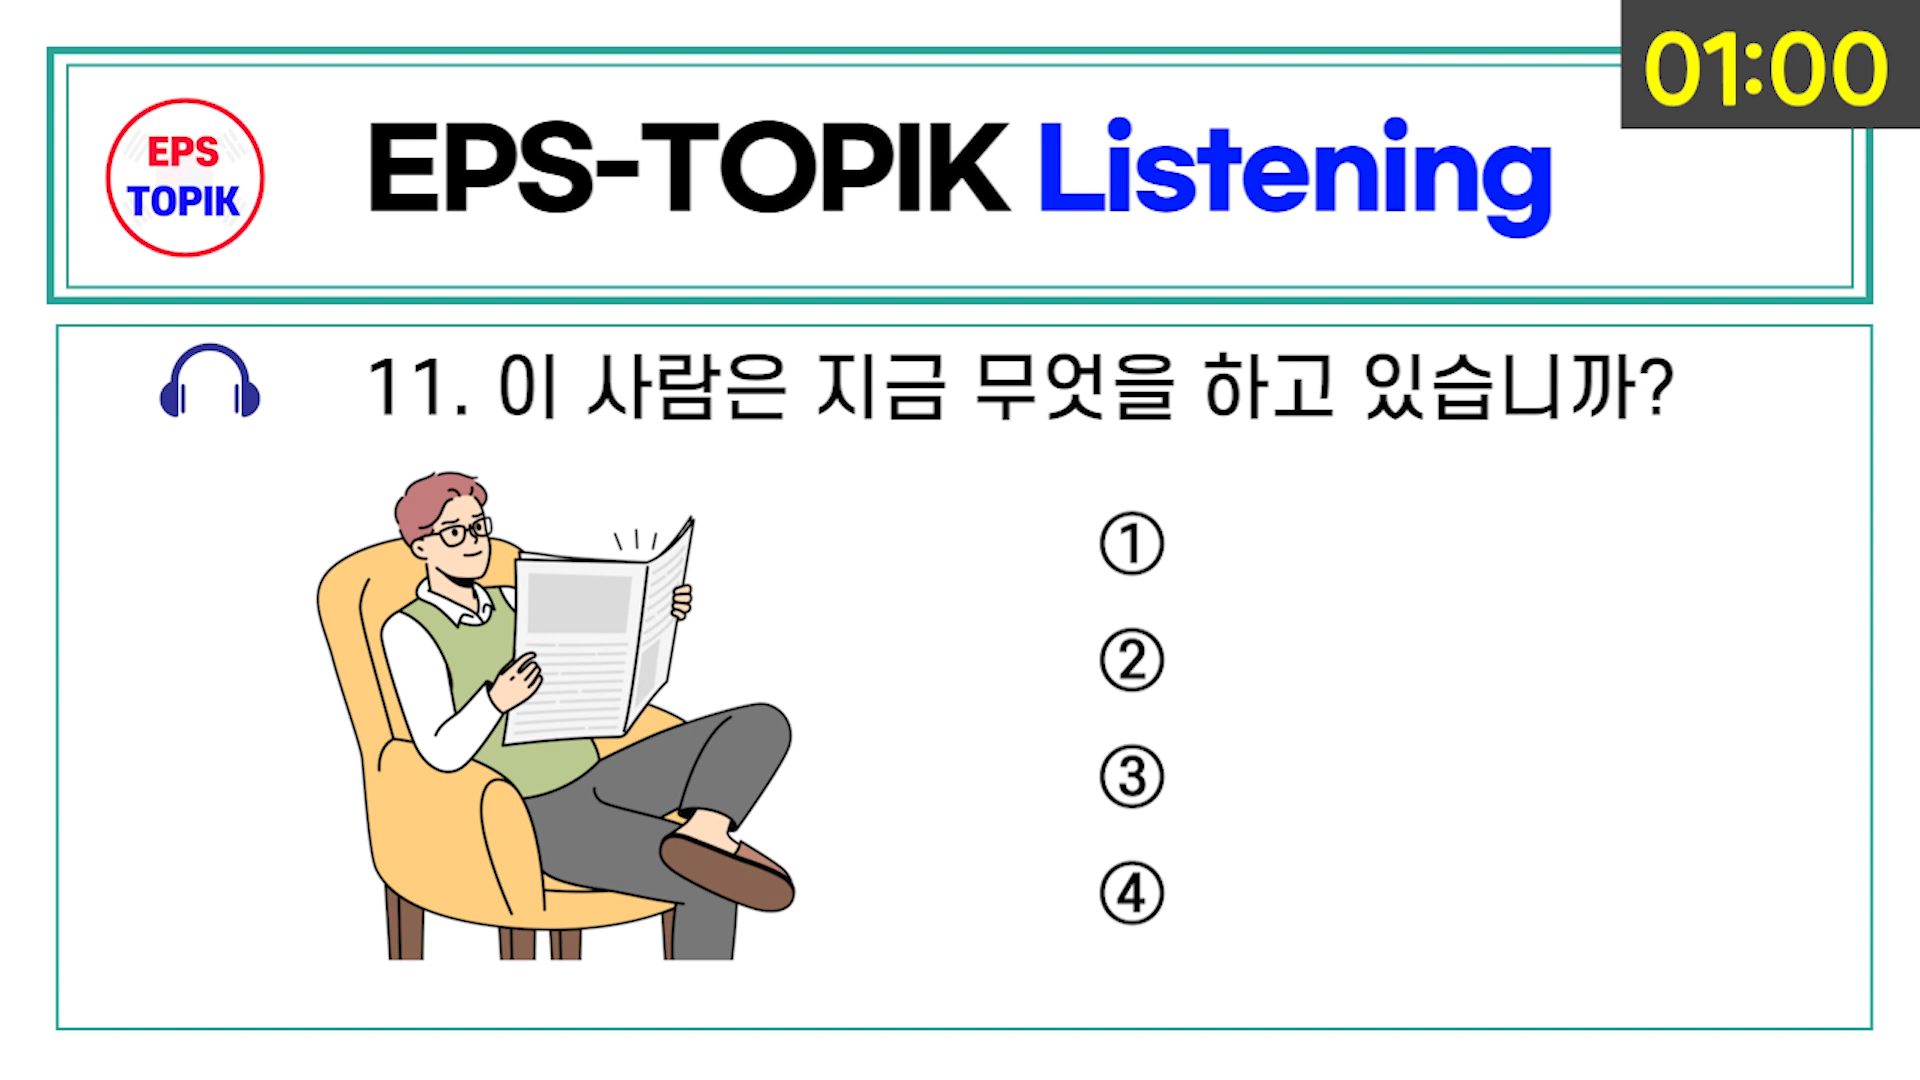 01:00
EPS
TOPIK
EPS-TOPIK Listening
11. 이 사람은 지금 무엇을 하고 있습니까?
①
②
③
④